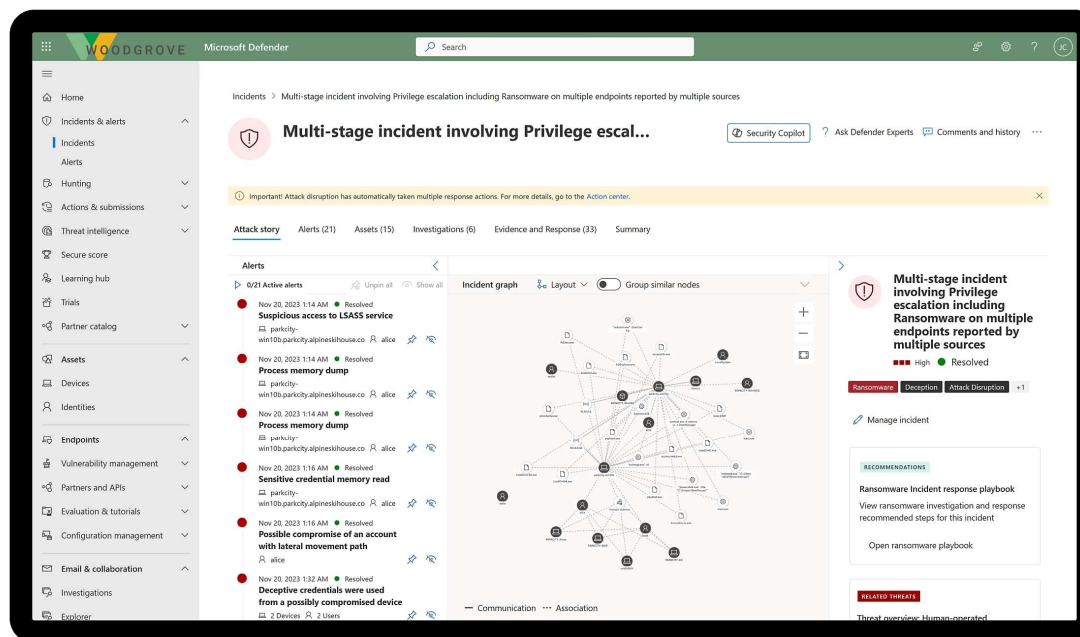 WOODGROVE
Microsoft Defender
Search
JC
Home
Incidents & alerts
Incidents
Alerts
Hunting
Actions & submissions
Threat intelligence
Secure score
Learning hub
Trials
Partner catalog
Assets
Devices
Identities
Endpoints
Vulnerability management
Partners and APIs
Evaluation & tutorials
Configuration management
Email & collaboration
Investigations
Explorer
Incidents > Multi-stage incident involving Privilege escalation including Ransomware on multiple endpoints reported by multiple sources
Multi-stage incident involving Privilege escal...
Security Copilot
? Ask Defender Experts
Comments and history
...
Important! Attack disruption has automatically taken multiple response actions. For more details, go to the Action center.
Attack story
Alerts (21)
Assets (15)
Investigations (6)
Evidence and Response (33)
Summary
Alerts
0/21 Active alerts
Unpin all
Show all
Nov 20, 2023 1:14 AM Resolved
Suspicious access to LSASS service
parkcity-
win10b.parkcity.alpineskihouse.co alice
Nov 20, 2023 1:14 AM Resolved
Process memory dump
parkcity-
win10b.parkcity.alpineskihouse.co alice
Nov 20, 2023 1:14 AM Resolved
Process memory dump
parkcity-
win10b.parkcity.alpineskihouse.co alice
Nov 20, 2023 1:16 AM Resolved
Sensitive credential memory read
parkcity-
win10b.parkcity.alpineskihouse.co alice
Nov 20, 2023 1:16 AM Resolved
Possible compromise of an account
with lateral movement path
alice
Nov 20, 2023 1:32 AM Resolved
Deceptive credentials were used
from a possibly compromised device
2 Devices 2 Users
Incident graph
Layout
Group similar nodes
Communication
Association
Multi-stage incident
involving Privilege
escalation including
Ransomware on multiple
endpoints reported by
multiple sources
High Resolved
Ransomware
Deception
Attack Disruption
+1
Manage incident
RECOMMENDATIONS
Ransomware Incident response playbook
View ransomware investigation and response
recommended steps for this incident
Open ransomware playbook
RELATED THREATS
Threat overview: Human-operated